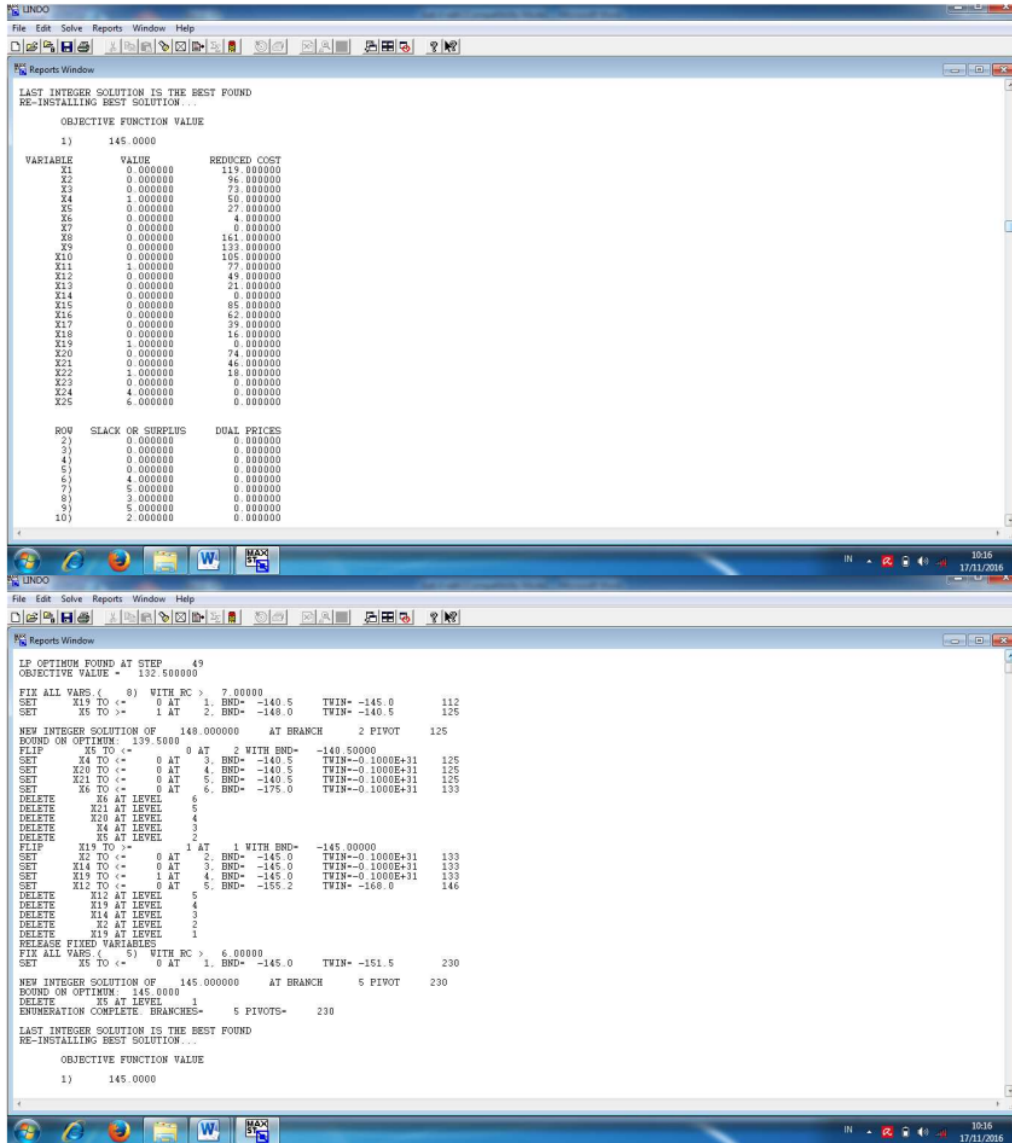 LINDO
File Edit Solve Reports Window Help
Reports Window
LAST INTEGER SOLUTION IS THE BEST FOUND
RE-INSTALLING BEST SOLUTION...
OBJECTIVE FUNCTION VALUE
1) 145.0000
VARIABLE VALUE REDUCED COST
X1 0.000000 119.000000
X2 0.000000 96.000000
X3 0.000000 73.000000
X4 1.000000 50.000000
X5 0.000000 27.000000
X6 0.000000 4.000000
X7 0.000000 0.000000
X8 0.000000 161.000000
X9 0.000000 133.000000
X10 0.000000 105.000000
X11 1.000000 77.000000
X12 0.000000 49.000000
X13 0.000000 21.000000
X14 0.000000 0.000000
X15 0.000000 85.000000
X16 0.000000 62.000000
X17 0.000000 39.000000
X18 0.000000 16.000000
X19 1.000000 0.000000
X20 0.000000 74.000000
X21 0.000000 46.000000
X22 1.000000 18.000000
X23 0.000000 0.000000
X24 4.000000 0.000000
X25 6.000000 0.000000
ROW SLACK OR SURPLUS DUAL PRICES
2) 0.000000 0.000000
3) 0.000000 0.000000
4) 0.000000 0.000000
5) 0.000000 0.000000
6) 4.000000 0.000000
7) 5.000000 0.000000
8) 3.000000 0.000000
9) 5.000000 0.000000
10) 2.000000 0.000000
W MAX ST IN 10:16
17/11/2016
LINDO
File Edit Solve Reports Window Help
Reports Window
LP OPTIMUM FOUND AT STEP 49
OBJECTIVE VALUE = 132.500000
FIX ALL VARS.( 8) WITH RC > 7.00000
SET X19 TO <= 0 AT 1, BND= -140.5 TWIN= -145.0 112
SET X5 TO >= 1 AT 2, BND= -148.0 TWIN= -140.5 125
NEW INTEGER SOLUTION OF 148.000000 AT BRANCH 2 PIVOT 125
BOUND ON OPTIMUM: 139.5000
FLIP X5 TO <= 0 AT 2 WITH BND= -140.50000
SET X4 TO <= 0 AT 3, BND= -140.5 TWIN=-0.1000E+31 125
SET X20 TO <= 0 AT 4, BND= -140.5 TWIN=-0.1000E+31 125
SET X21 TO <= 0 AT 5, BND= -140.5 TWIN=-0.1000E+31 125
SET X6 TO <= 0 AT 6, BND= -175.0 TWIN=-0.1000E+31 133
DELETE X6 AT LEVEL 6
DELETE X21 AT LEVEL 5
DELETE X20 AT LEVEL 4
DELETE X4 AT LEVEL 3
DELETE X5 AT LEVEL 2
FLIP X19 TO >= 1 AT 1 WITH BND= -145.00000
SET X2 TO <= 0 AT 2, BND= -145.0 TWIN=-0.1000E+31 133
SET X14 TO <= 0 AT 3, BND= -145.0 TWIN=-0.1000E+31 133
SET X19 TO <= 1 AT 4, BND= -145.0 TWIN=-0.1000E+31 133
SET X12 TO <= 0 AT 5, BND= -155.2 TWIN= -168.0 146
DELETE X12 AT LEVEL 5
DELETE X19 AT LEVEL 4
DELETE X14 AT LEVEL 3
DELETE X2 AT LEVEL 2
DELETE X19 AT LEVEL 1
RELEASE FIXED VARIABLES
FIX ALL VARS.( 5) WITH RC > 6.00000
SET X5 TO <= 0 AT 1, BND= -145.0 TWIN= -151.5 230
NEW INTEGER SOLUTION OF 145.000000 AT BRANCH 5 PIVOT 230
BOUND ON OPTIMUM: 145.0000
DELETE X5 AT LEVEL 1
ENUMERATION COMPLETE. BRANCHES= 5 PIVOTS= 230
LAST INTEGER SOLUTION IS THE BEST FOUND
RE-INSTALLING BEST SOLUTION...
OBJECTIVE FUNCTION VALUE
1) 145.0000
W MAX ST IN 10:16
17/11/2016